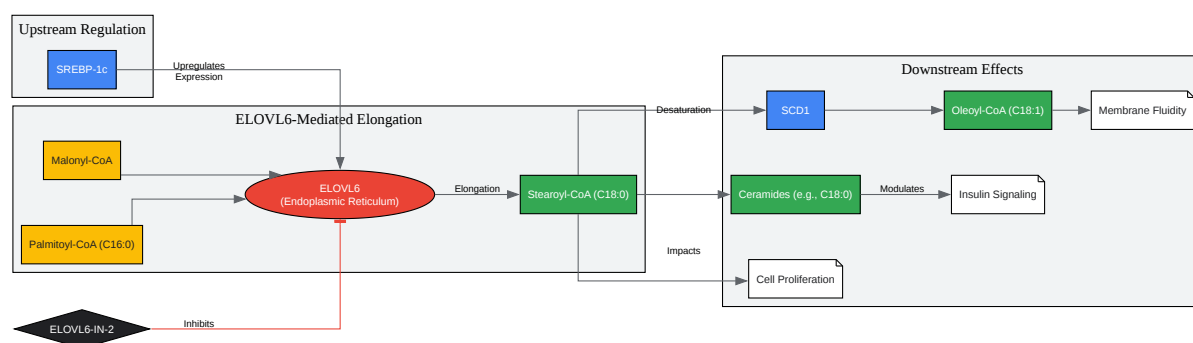 Upstream Regulation
SREBP-1c
Upregulates
Expression
ELOVL6-Mediated Elongation
Malonyl-CoA
Palmitoyl-CoA (C16:0)
ELOVL6
(Endoplasmic Reticulum)
Elongation
Stearoyl-CoA (C18:0)
ELOVL6-IN-2
Inhibits
Downstream Effects
Desaturation
SCD1
Oleoyl-CoA (C18:1)
Membrane Fluidity
Ceramides (e.g., C18:0)
Modulates
Insulin Signaling
Impacts
Cell Proliferation